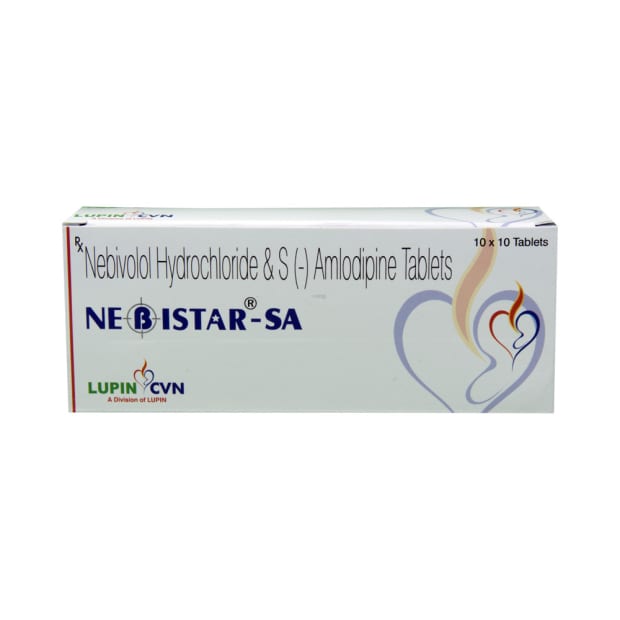 LUPIN CVN
Rx Nebivolol Hydrochloride & S (-) Amlodipine Tablets
10 x 10 Tablets
NEBISTAR®-SA
LUPIN CVN
A Division of LUPIN